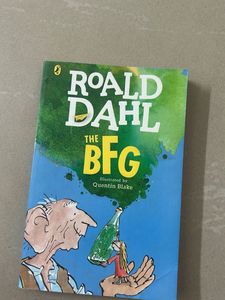 ROALD
DAHL
THE
BFG
Illustrated by
Quentin Blake